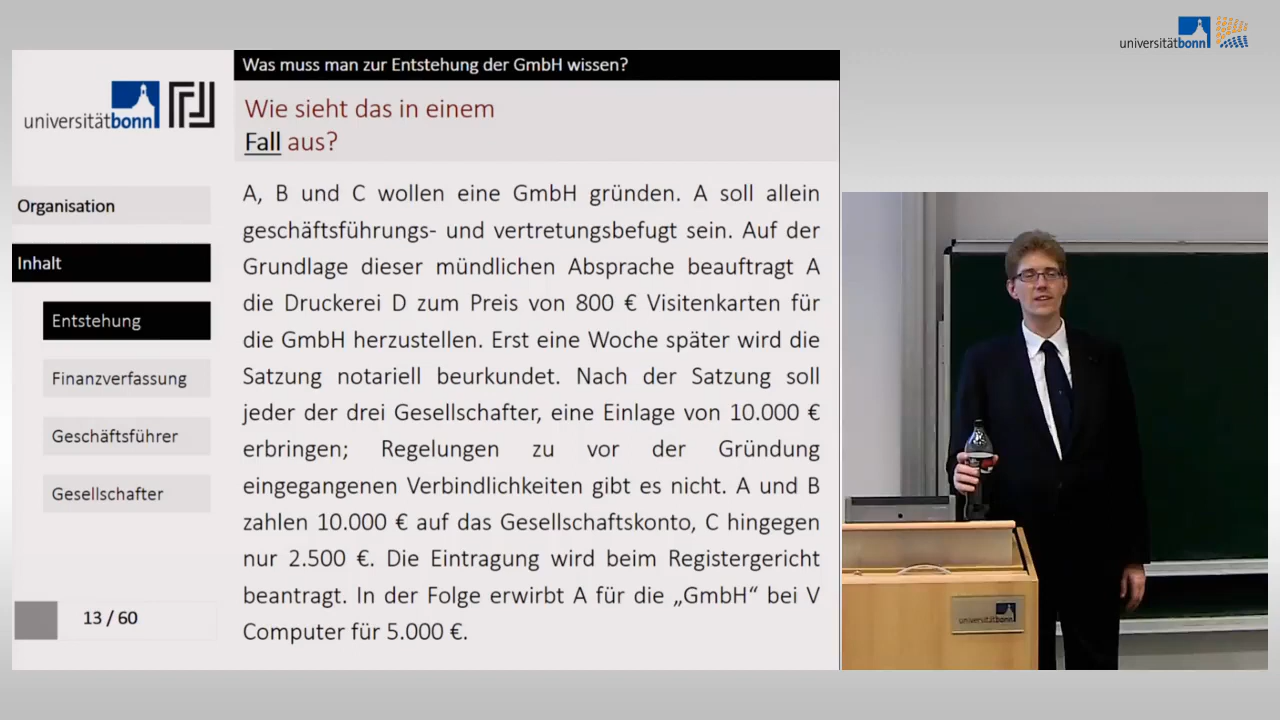 universitätbonn
Was muss man zur Entstehung der GmbH wissen?
universitätbonn
Wie sieht das in einem
Fall aus?
Organisation
Inhalt
Entstehung
Finanzverfassung
Geschäftsführer
Gesellschafter
13 / 60
A, B und C wollen eine GmbH gründen. A soll allein
geschäftsführungs- und vertretungsbefugt sein. Auf der
Grundlage dieser mündlichen Absprache beauftragt A
die Druckerei D zum Preis von 800 € Visitenkarten für
die GmbH herzustellen. Erst eine Woche später wird die
Satzung notariell beurkundet. Nach der Satzung soll
jeder der drei Gesellschafter, eine Einlage von 10.000 €
erbringen; Regelungen zu vor der Gründung
eingegangenen Verbindlichkeiten gibt es nicht. A und B
zahlen 10.000 € auf das Gesellschaftskonto, C hingegen
nur 2.500 €. Die Eintragung wird beim Registergericht
beantragt. In der Folge erwirbt A für die „GmbH“ bei V
Computer für 5.000 €.
universitätbonn